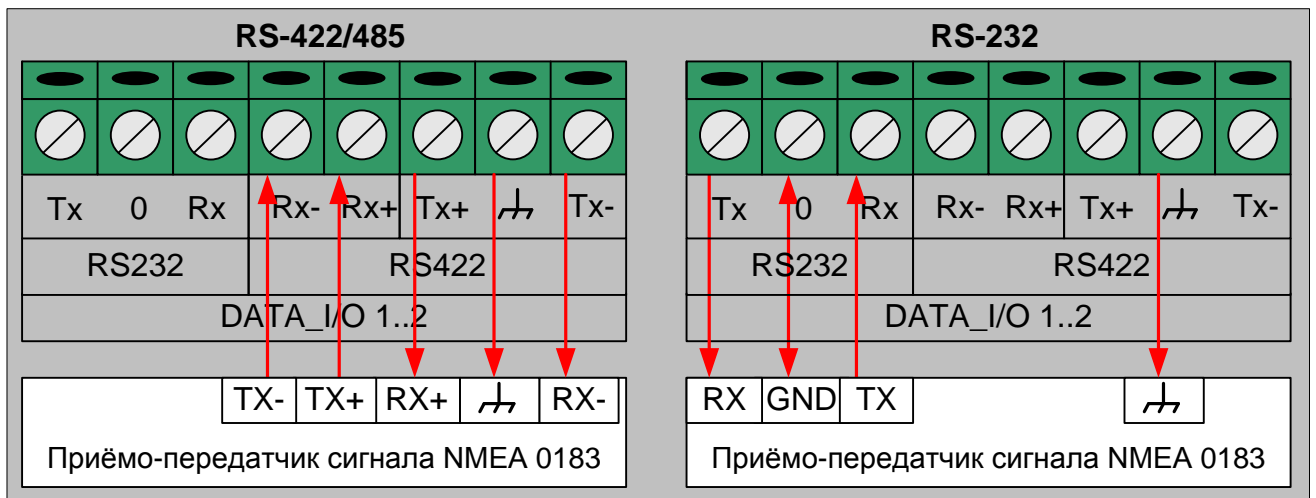 RS-422/485
Tx 0 Rx Rx- Rx+ Tx+ Tx-
RS232 RS422
DATA_I/O 1..2
TX- TX+ RX+ RX-
Приёмо-передатчик сигнала NMEA 0183
RS-232
Tx 0 Rx Rx- Rx+ Tx+ Tx-
RS232 RS422
DATA_I/O 1..2
RX GND TX
Приёмо-передатчик сигнала NMEA 0183